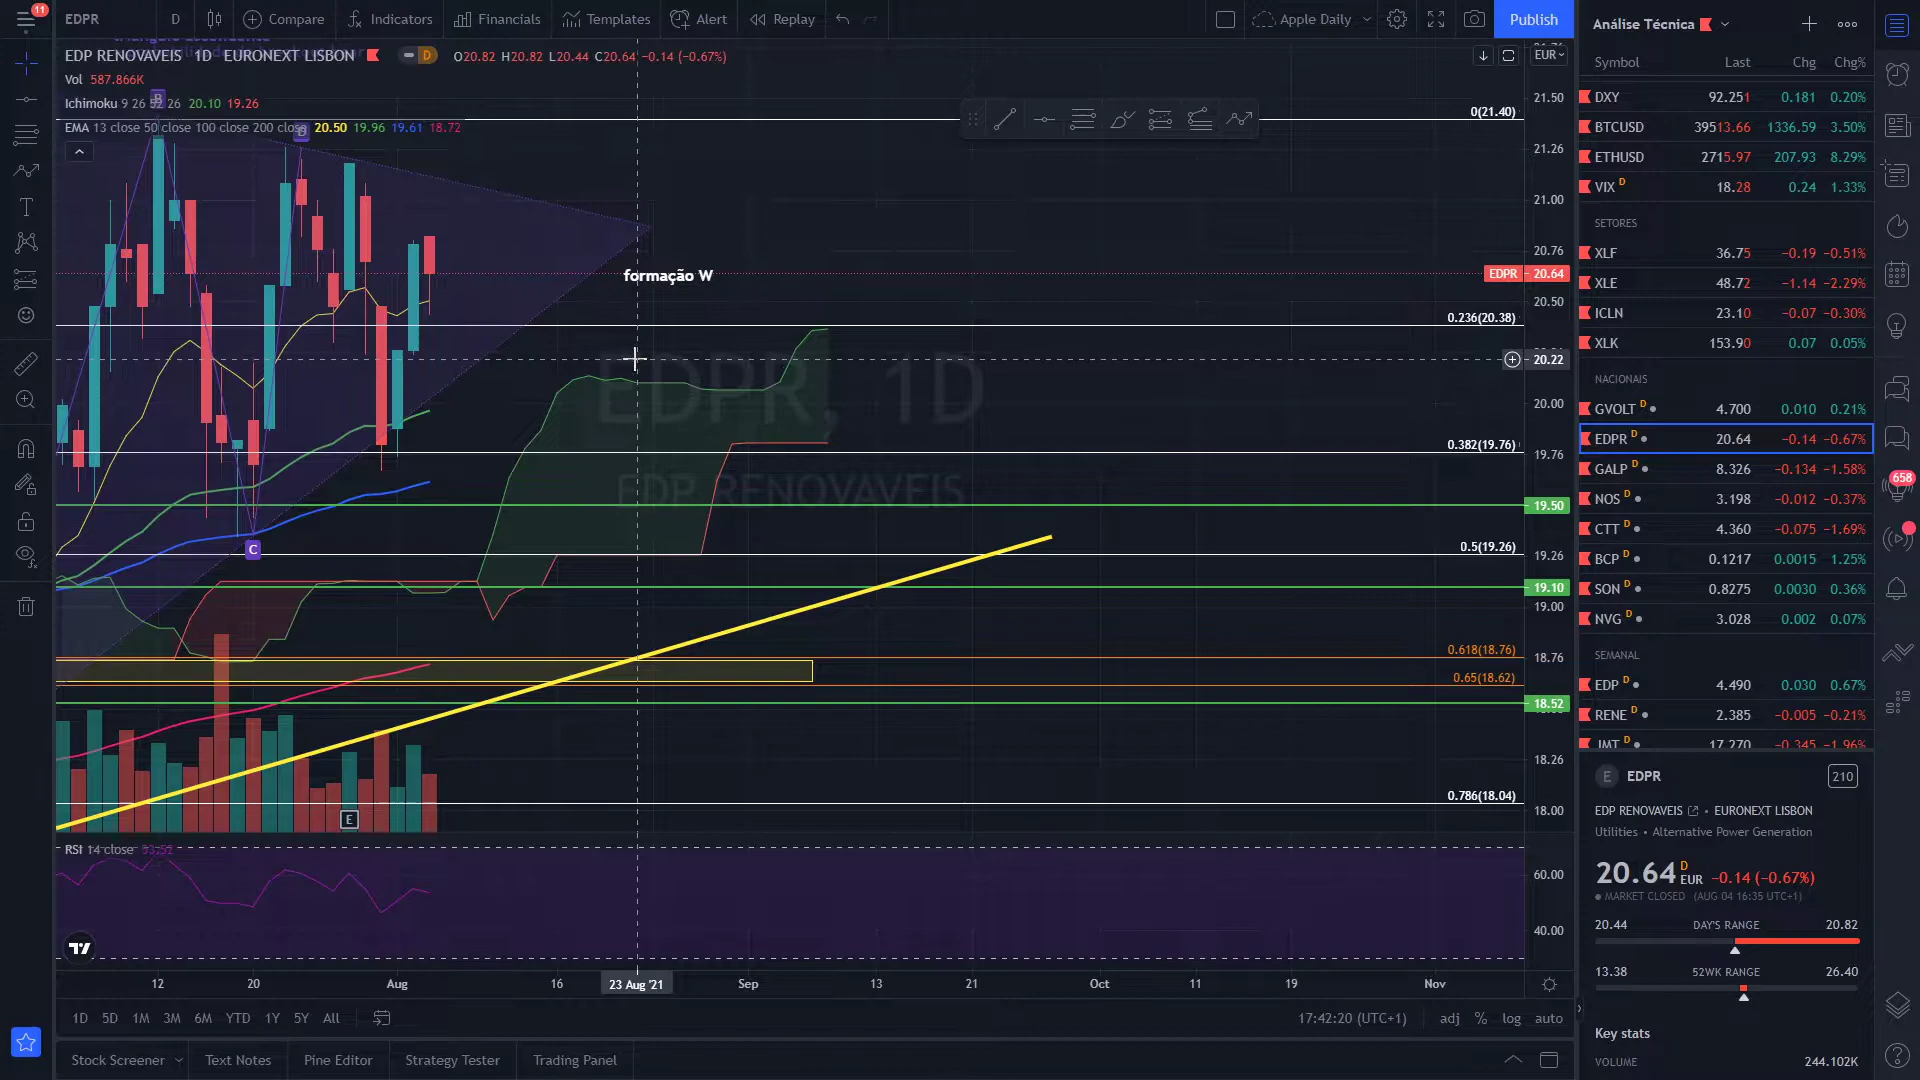 11
EDPR D Compare Indicators Financials Templates Alert Replay Apple Daily Publish
EDP RENOVAVEIS 1D EURONEXT LISBON D O20.82 H20.82 L20.44 C20.64 −0.14 (−0.67%)
EUR
Vol 587.866K
Ichimoku 9 26 52 26 20.10 19.26
EMA 13 close 50 close 100 close 200 close 20.50 19.96 19.61 18.72
B
D
C
E
formação W
EDPR, 1D
EDP RENOVAVEIS
0(21.40)
0.236(20.38)
0.382(19.76)
0.5(19.26)
0.618(18.76)
0.65(18.62)
0.786(18.04)
21.50
21.26
21.00
20.76
EDPR 20.64
20.50
20.22
20.00
19.76
19.50
19.26
19.10
19.00
18.76
18.52
18.26
18.00
RSI 14 close 53.52
60.00
40.00
12 20 Aug 16 23 Aug '21 Sep 13 21 Oct 11 19 Nov
1D 5D 1M 3M 6M YTD 1Y 5Y All 17:42:20 (UTC+1) adj % log auto
Stock Screener Text Notes Pine Editor Strategy Tester Trading Panel
Análise Técnica
Symbol Last Chg Chg%
DXY 92.251 0.181 0.20%
BTCUSD 39513.66 1336.59 3.50%
ETHUSD 2715.97 207.93 8.29%
VIX D 18.28 0.24 1.33%
SETORES
XLF 36.75 −0.19 −0.51%
XLE 48.72 −1.14 −2.29%
ICLN 23.10 −0.07 −0.30%
XLK 153.90 0.07 0.05%
NACIONAIS
GVOLT D 4.700 0.010 0.21%
EDPR D 20.64 −0.14 −0.67%
GALP D 8.326 −0.134 −1.58%
NOS D 3.198 −0.012 −0.37%
CTT D 4.360 −0.075 −1.69%
BCP D 0.1217 0.0015 1.25%
SON D 0.8275 0.0030 0.36%
NVG D 3.028 0.002 0.07%
SEMANAL
EDP D 4.490 0.030 0.67%
RENE D 2.385 −0.005 −0.21%
JMT D 17.270 −0.345 −1.96%
E EDPR 210
EDP RENOVAVEIS • EURONEXT LISBON
Utilities • Alternative Power Generation
20.64 D EUR −0.14 (−0.67%)
MARKET CLOSED (AUG 04 16:35 UTC+1)
20.44 DAY'S RANGE 20.82
13.38 52WK RANGE 26.40
Key stats
VOLUME 244.102K
658